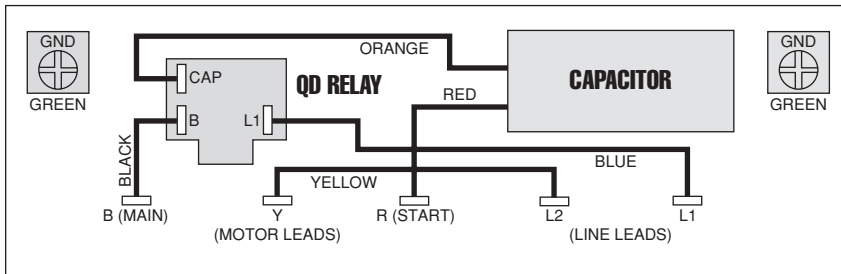 GND
GREEN
ORANGE
CAP
QD RELAY
B
L1
BLACK
RED
CAPACITOR
GND
GREEN
BLUE
YELLOW
B (MAIN)
Y
R (START)
L2
L1
(MOTOR LEADS)
(LINE LEADS)